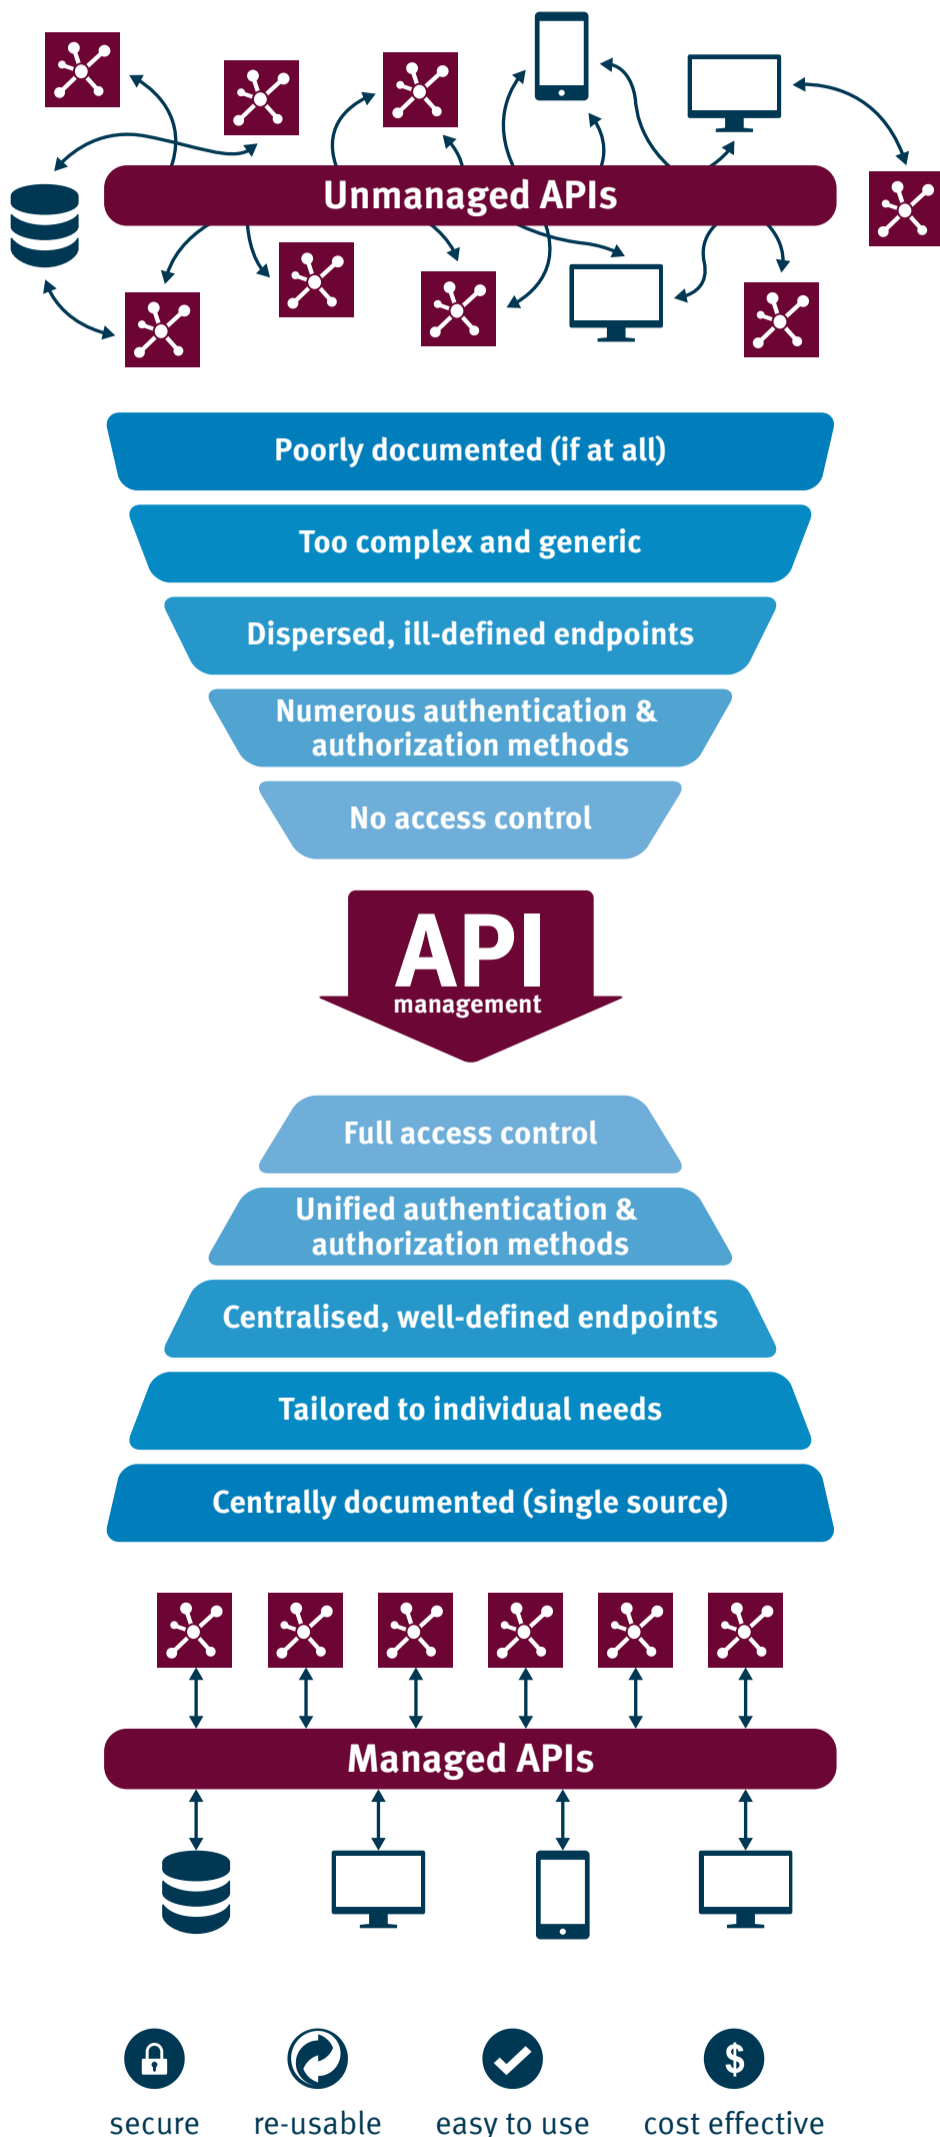 Unmanaged APIs
Poorly documented (if at all)
Too complex and generic
Dispersed, ill-defined endpoints
Numerous authentication &
authorization methods
No access control
API
management
Full access control
Unified authentication &
authorization methods
Centralised, well-defined endpoints
Tailored to individual needs
Centrally documented (single source)
Managed APIs
$
secure re-usable easy to use cost effective